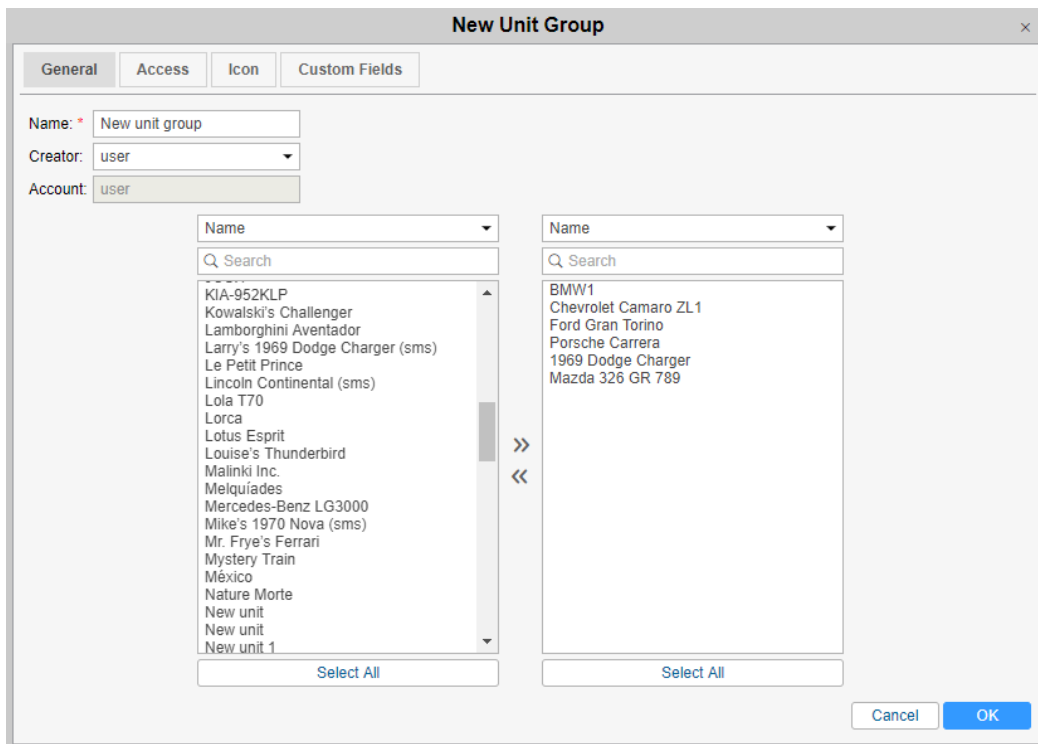 New Unit Group
×
General Access Icon Custom Fields
Name: * New unit group
Creator: user
Account: user
Name
Search
KIA-952KLP
Kowalski's Challenger
Lamborghini Aventador
Larry's 1969 Dodge Charger (sms)
Le Petit Prince
Lincoln Continental (sms)
Lola T70
Lorca
Lotus Esprit
Louise's Thunderbird
Malinki Inc.
Melquíades
Mercedes-Benz LG3000
Mike's 1970 Nova (sms)
Mr. Frye's Ferrari
Mystery Train
México
Nature Morte
New unit
New unit
New unit 1
Select All
»
«
Name
Search
BMW1
Chevrolet Camaro ZL1
Ford Gran Torino
Porsche Carrera
1969 Dodge Charger
Mazda 326 GR 789
Select All
Cancel OK